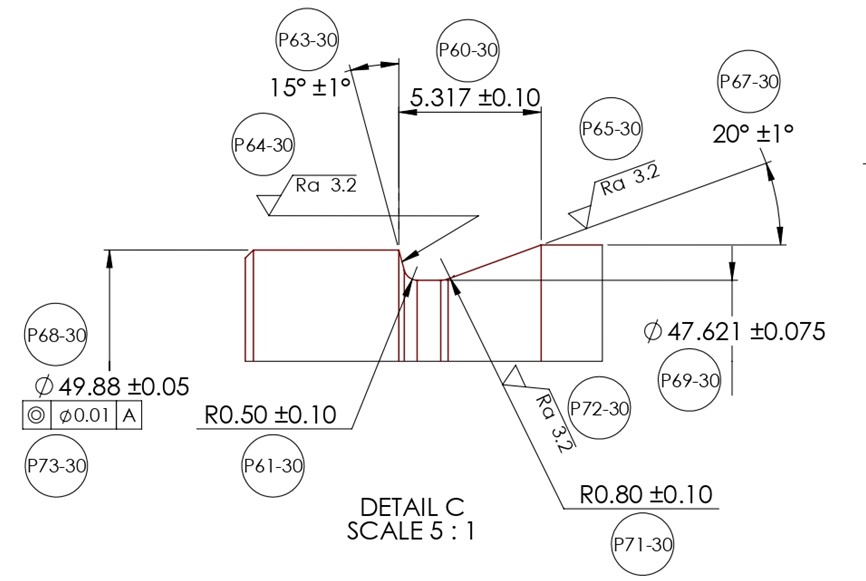 P63-30
P60-30
15° ±1°
5.317 ±0.10
P67-30
P64-30
P65-30
20° ±1°
Ra 3.2
Ra 3.2
P68-30
⌀ 47.621 ±0.075
⌀ 49.88 ±0.05
P69-30
◎ ⌀0.01 A
R0.50 ±0.10
P72-30
Ra 3.2
P73-30
P61-30
R0.80 ±0.10
DETAIL C
SCALE 5 : 1
P71-30